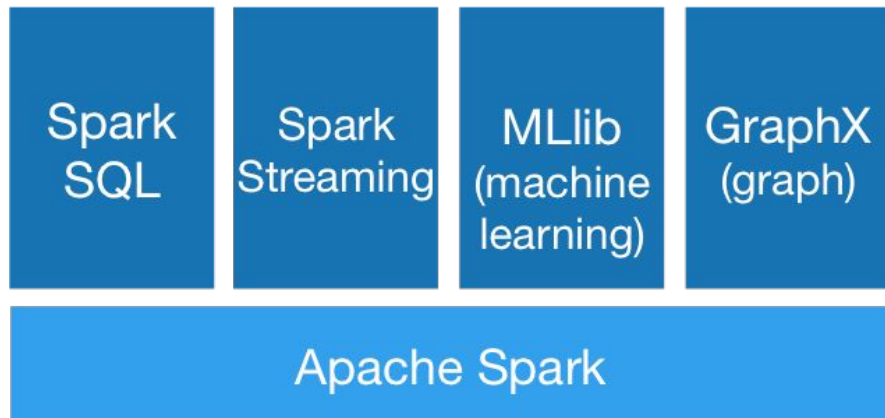 Spark
SQL
Spark
Streaming
MLlib
(machine
learning)
GraphX
(graph)
Apache Spark